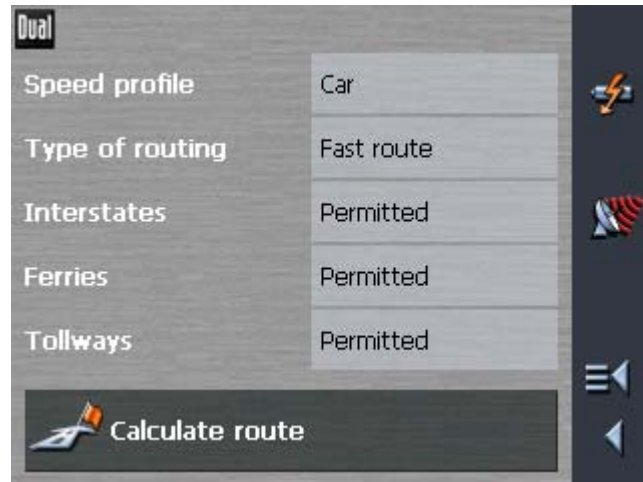 Dual
Speed profile Car
Type of routing Fast route
Interstates Permitted
Ferries Permitted
Tollways Permitted
Calculate route